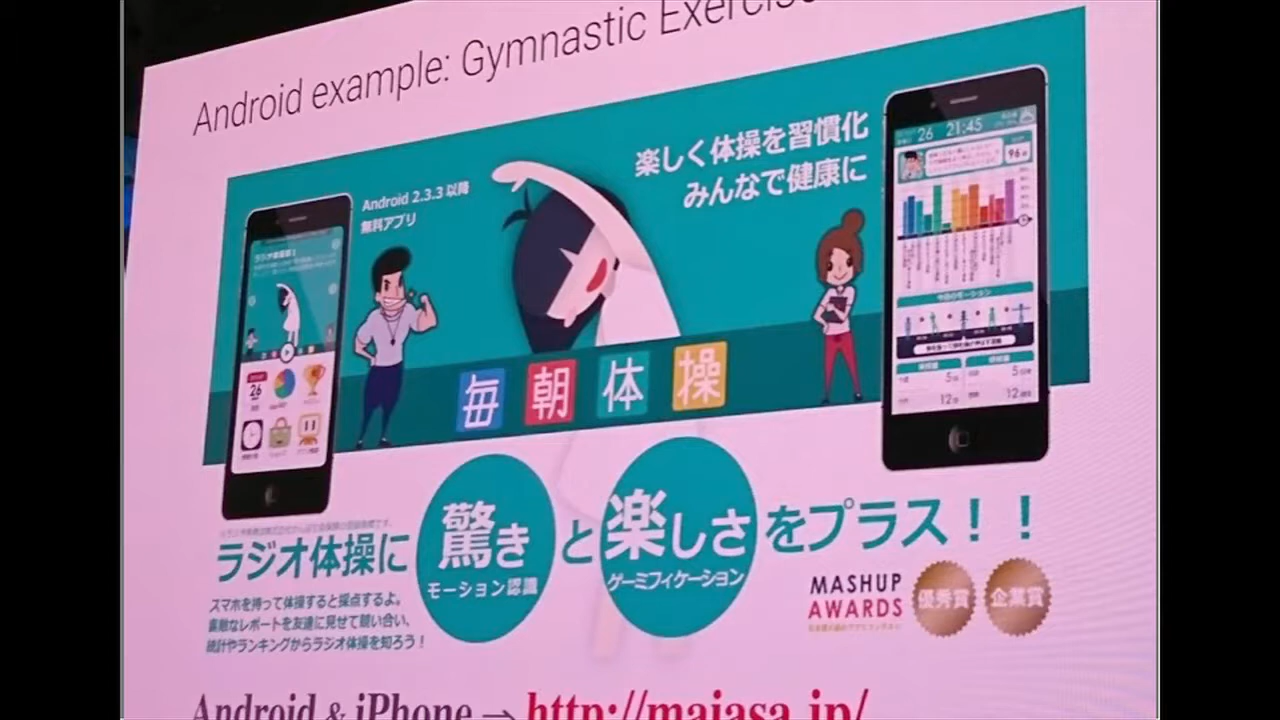 Android example: Gymnastic Exercise
Android 2.3.3 以降
無料アプリ
楽しく体操を習慣化
みんなで健康に
26
26 21:45
96
毎朝体操
ラジオ体操に
驚き
モーション認識
と
楽しさ
ゲーミフィケーション
をプラス！！
スマホを持って体操すると採点するよ。
素敵なレポートを友達に見せて競い合い、
統計やランキングからラジオ体操を知ろう！
MASHUP
AWARDS
優秀賞
企業賞
Android & iPhone → http://maiasa.jp/